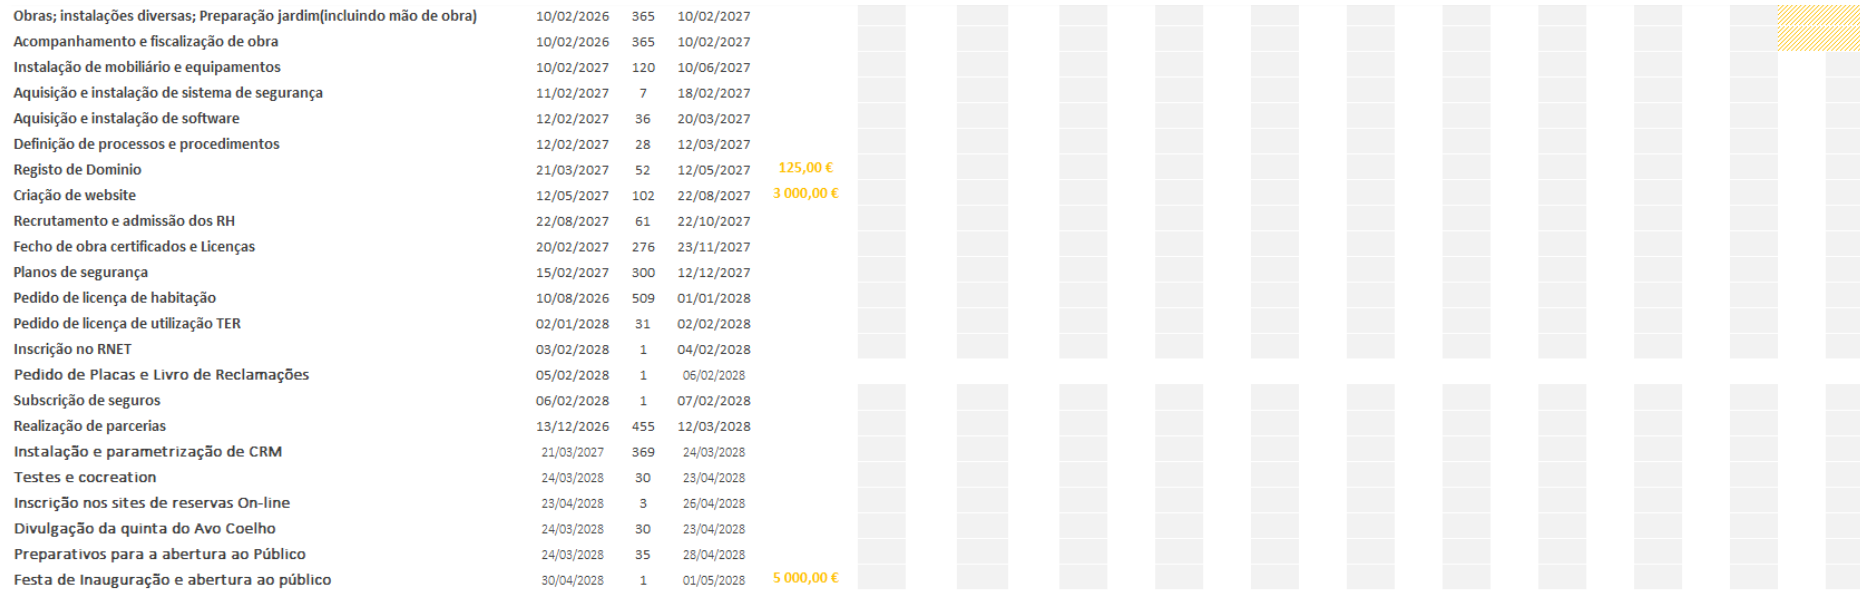 Obras; instalações diversas; Preparação jardim(incluindo mão de obra) 10/02/2026 365 10/02/2027
Acompanhamento e fiscalização de obra 10/02/2026 365 10/02/2027
Instalação de mobiliário e equipamentos 10/02/2027 120 10/06/2027
Aquisição e instalação de sistema de segurança 11/02/2027 7 18/02/2027
Aquisição e instalação de software 12/02/2027 36 20/03/2027
Definição de processos e procedimentos 12/02/2027 28 12/03/2027
Registo de Dominio 21/03/2027 52 12/05/2027 125,00 €
Criação de website 12/05/2027 102 22/08/2027 3 000,00 €
Recrutamento e admissão dos RH 22/08/2027 61 22/10/2027
Fecho de obra certificados e Licenças 20/02/2027 276 23/11/2027
Planos de segurança 15/02/2027 300 12/12/2027
Pedido de licença de habitação 10/08/2026 509 01/01/2028
Pedido de licença de utilização TER 02/01/2028 31 02/02/2028
Inscrição no RNET 03/02/2028 1 04/02/2028
Pedido de Placas e Livro de Reclamações 05/02/2028 1 06/02/2028
Subscrição de seguros 06/02/2028 1 07/02/2028
Realização de parcerias 13/12/2026 455 12/03/2028
Instalação e parametrização de CRM 21/03/2027 369 24/03/2028
Testes e cocreation 24/03/2028 30 23/04/2028
Inscrição nos sites de reservas On-line 23/04/2028 3 26/04/2028
Divulgação da quinta do Avo Coelho 24/03/2028 30 23/04/2028
Preparativos para a abertura ao Público 24/03/2028 35 28/04/2028
Festa de Inauguração e abertura ao público 30/04/2028 1 01/05/2028 5 000,00 €